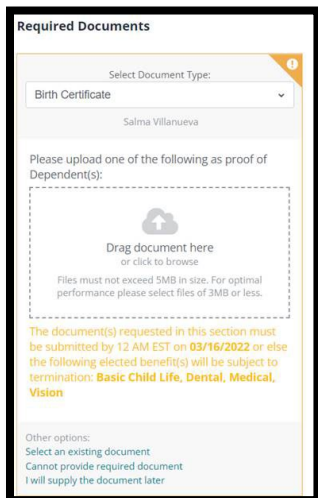 Required Documents
Select Document Type:
Birth Certificate
Salma Villanueva
Please upload one of the following as proof of
Dependent(s):
Drag document here
or click to browse
Files must not exceed 5MB in size. For optimal
performance please select files of 3MB or less.
The document(s) requested in this section must
be submitted by 12 AM EST on 03/16/2022 or else
the following elected benefit(s) will be subject to
termination: Basic Child Life, Dental, Medical,
Vision
Other options:
Select an existing document
Cannot provide required document
I will supply the document later